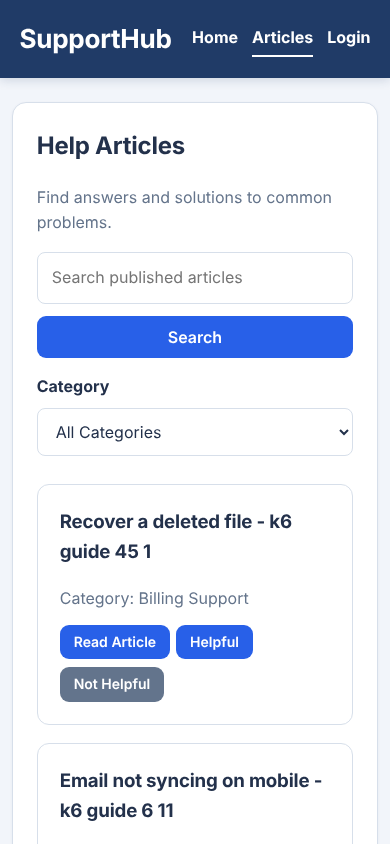 SupportHub
Home Articles Login
Help Articles
Find answers and solutions to common
problems.
Search published articles
Search
Category
All Categories
Recover a deleted file - k6
guide 45 1
Category: Billing Support
Read Article Helpful
Not Helpful
Email not syncing on mobile -
k6 guide 6 11